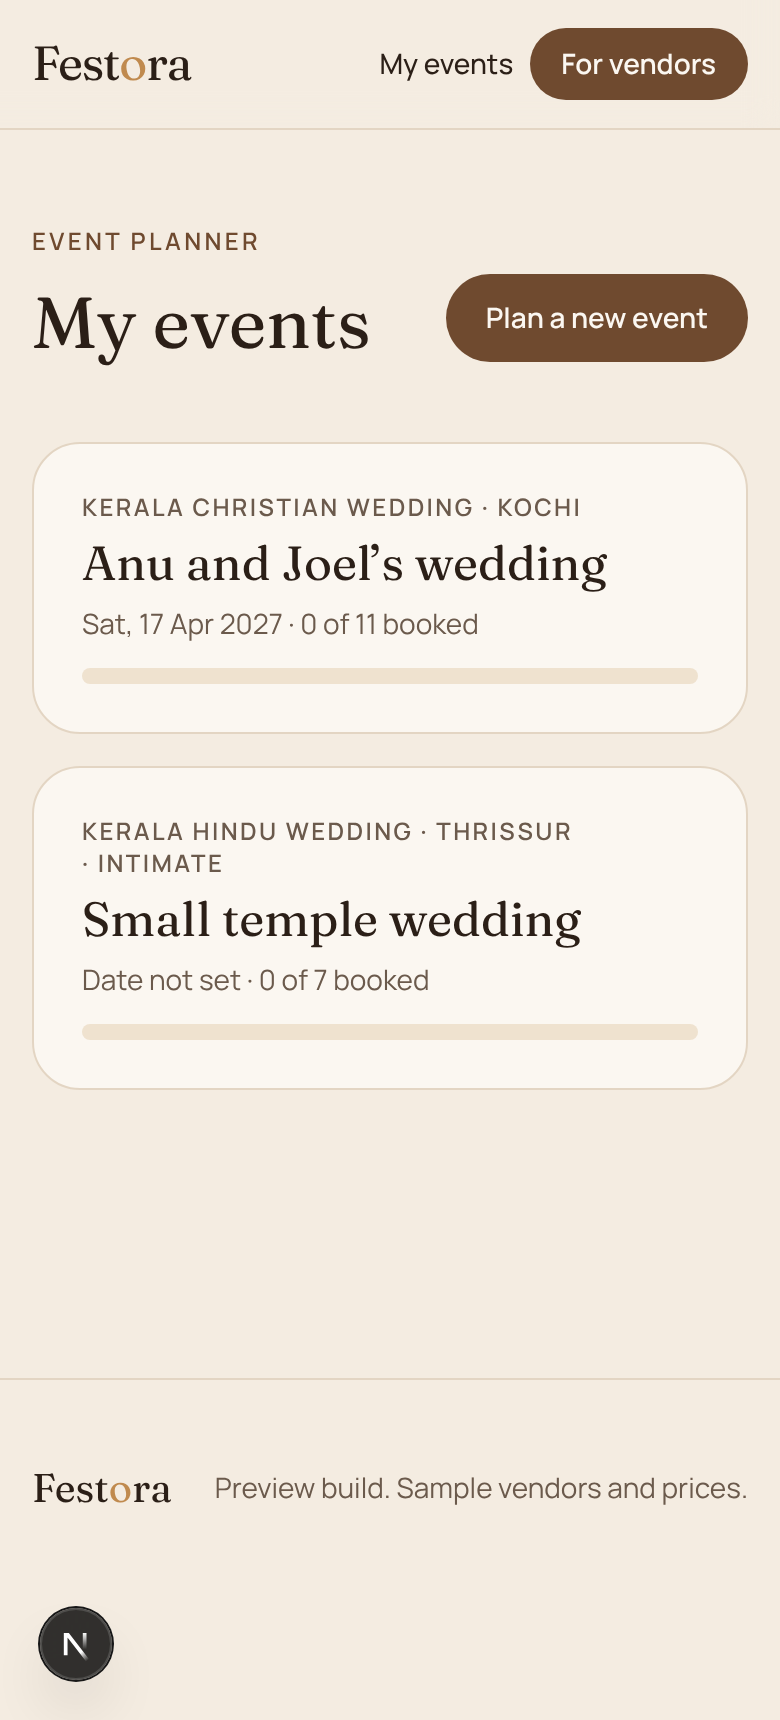 Festora
My events
For vendors
EVENT PLANNER
My events
Plan a new event
KERALA CHRISTIAN WEDDING · KOCHI
Anu and Joel’s wedding
Sat, 17 Apr 2027 · 0 of 11 booked
KERALA HINDU WEDDING · THRISSUR
· INTIMATE
Small temple wedding
Date not set · 0 of 7 booked
Festora
Preview build. Sample vendors and prices.
N